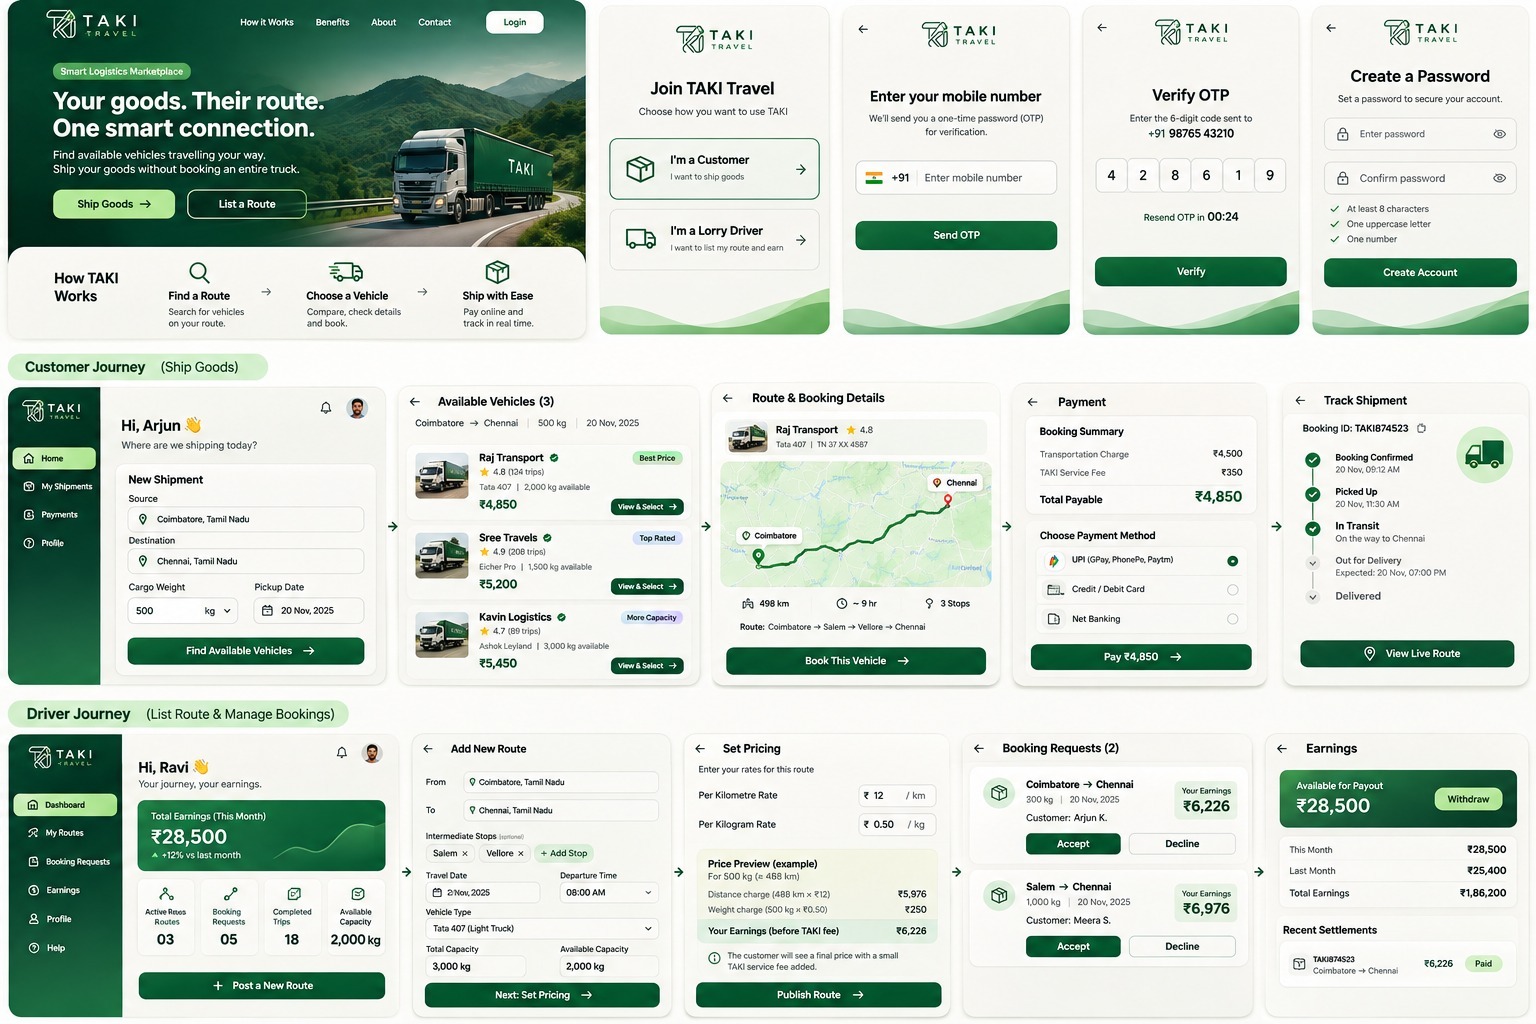 TAKI
TRAVEL
How it Works
Benefits
About
Contact
Login
Smart Logistics Marketplace
Your goods. Their route.
One smart connection.
Find available vehicles travelling your way.
Ship your goods without booking an entire truck.
Ship Goods →
List a Route
TAKI
How TAKI
Works
Find a Route
Search for vehicles
on your route.
Choose a Vehicle
Compare, check details
and book.
Ship with Ease
Pay online and
track in real time.
TAKI
TRAVEL
Join TAKI Travel
Choose how you want to use TAKI
I'm a Customer
I want to ship goods
I'm a Lorry Driver
I want to list my route and earn
TAKI
TRAVEL
Enter your mobile number
We'll send you a one-time password (OTP)
for verification.
+91 Enter mobile number
Send OTP
TAKI
TRAVEL
Verify OTP
Enter the 6-digit code sent to
+91 98765 43210
4 2 8 6 1 9
Resend OTP in 00:24
Verify
TAKI
TRAVEL
Create a Password
Set a password to secure your account.
Enter password
Confirm password
At least 8 characters
One uppercase letter
One number
Create Account
Customer Journey (Ship Goods)
TAKI
TRAVEL
Home
My Shipments
Payments
Profile
Hi, Arjun 👋
Where are we shipping today?
New Shipment
Source
Coimbatore, Tamil Nadu
Destination
Chennai, Tamil Nadu
Cargo Weight
500 kg
Pickup Date
20 Nov, 2025
Find Available Vehicles →
Available Vehicles (3)
Coimbatore → Chennai | 500 kg | 20 Nov, 2025
Raj Transport
Best Price
4.8 (124 trips)
Tata 407 | 2,000 kg available
₹4,850
View & Select →
Sree Travels
Top Rated
4.9 (208 trips)
Eicher Pro | 1,500 kg available
₹5,200
View & Select →
Kavin Logistics
More Capacity
4.7 (89 trips)
Ashok Leyland | 3,000 kg available
₹5,450
View & Select →
Route & Booking Details
Raj Transport 4.8
Tata 407 | TN 37 XX 4587
Chennai
Coimbatore
498 km
~ 9 hr
3 Stops
Route: Coimbatore → Salem → Vellore → Chennai
Book This Vehicle →
Payment
Booking Summary
Transportation Charge ₹4,500
TAKI Service Fee ₹350
Total Payable ₹4,850
Choose Payment Method
UPI (GPay, PhonePe, Paytm)
Credit / Debit Card
Net Banking
Pay ₹4,850 →
Track Shipment
Booking ID: TAKI874523
Booking Confirmed
20 Nov, 09:12 AM
Picked Up
20 Nov, 11:30 AM
In Transit
On the way to Chennai
Out for Delivery
Expected: 20 Nov, 07:00 PM
Delivered
View Live Route
Driver Journey (List Route & Manage Bookings)
TAKI
TRAVEL
Dashboard
My Routes
Booking Requests
Earnings
Profile
Help
Hi, Ravi 👋
Your journey, your earnings.
Total Earnings (This Month)
₹28,500
+12% vs last month
Active
Routes
03
Booking
Requests
05
Completed
Trips
18
Available
Capacity
2,000 kg
+ Post a New Route
Add New Route
From
Coimbatore, Tamil Nadu
To
Chennai, Tamil Nadu
Intermediate Stops (optional)
Salem ×
Vellore ×
+ Add Stop
Travel Date
Nov, 2025
Departure Time
08:00 AM
Vehicle Type
Tata 407 (Light Truck)
Total Capacity
3,000 kg
Available Capacity
2,000 kg
Next: Set Pricing →
Set Pricing
Enter your rates for this route
Per Kilometre Rate ₹ 12 / km
Per Kilogram Rate ₹ 0.50 / kg
Price Preview (example)
For 500 kg (≈ 488 km)
Distance charge (488 km × ₹12) ₹5,976
Weight charge (500 kg × ₹0.50) ₹250
Your Earnings (before TAKI fee) ₹6,226
The customer will see a final price with a small
TAKI service fee added.
Publish Route →
Booking Requests (2)
Coimbatore → Chennai
300 kg | 20 Nov, 2025
Customer: Arjun K.
Your Earnings
₹6,226
Accept
Decline
Salem → Chennai
1,000 kg | 20 Nov, 2025
Customer: Meera S.
Your Earnings
₹6,976
Accept
Decline
Earnings
Available for Payout
₹28,500
Withdraw
This Month ₹28,500
Last Month ₹25,400
Total Earnings ₹1,86,200
Recent Settlements
TAKI874523
Coimbatore → Chennai
₹6,226
Paid